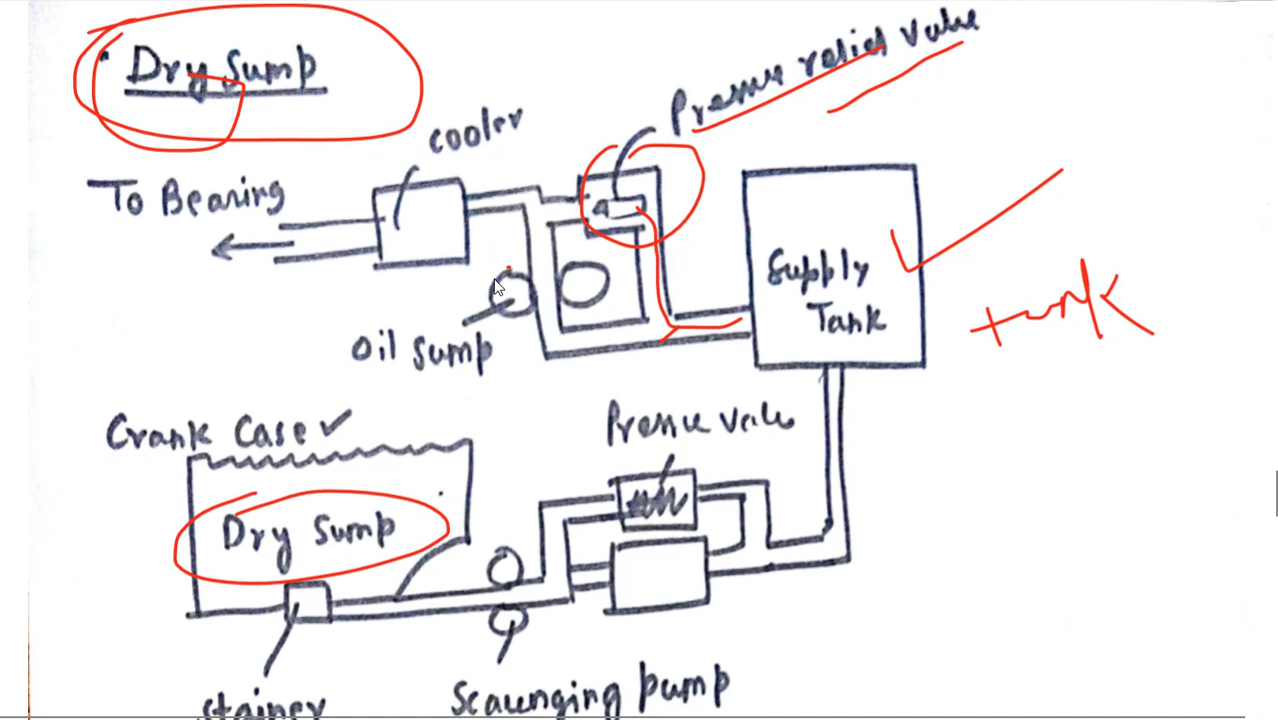 Dry Sump
Pressure relief valve
cooler
To Bearing
Supply
Tank
tank
Oil sump
Crank Case ✓
Pressure valve
Dry Sump
Scavenging pump
stainer